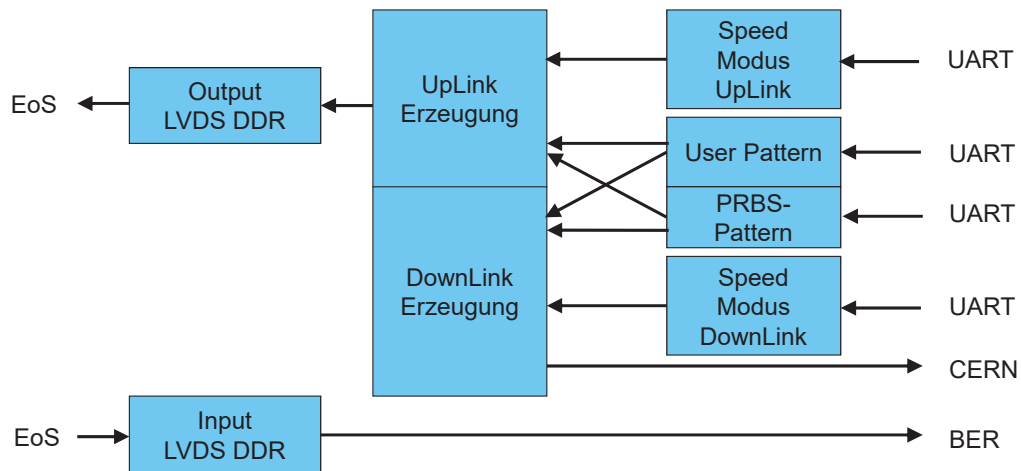 Speed
Modus
UpLink
UART
EoS
Output
LVDS DDR
UpLink
Erzeugung
User Pattern
UART
PRBS-
Pattern
UART
DownLink
Erzeugung
Speed
Modus
DownLink
UART
CERN
EoS
Input
LVDS DDR
BER